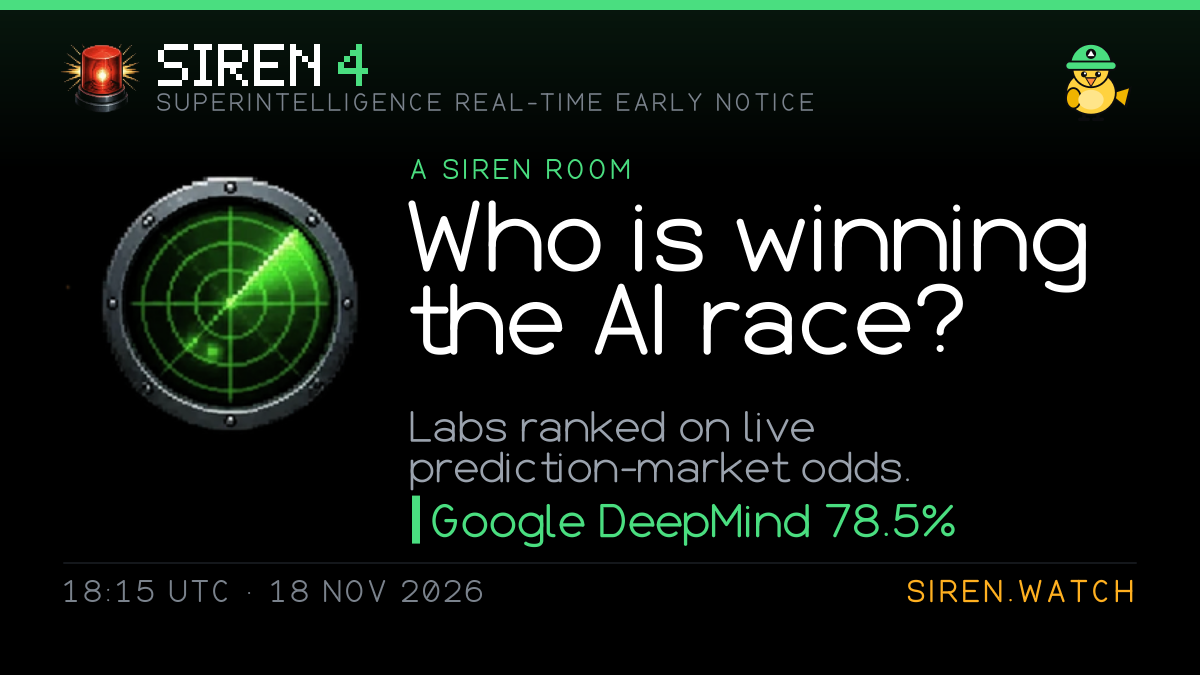 SIREN 4
SUPERINTELLIGENCE REAL-TIME EARLY NOTICE
A SIREN ROOM
Who is winning
the AI race?
Labs ranked on live
prediction-market odds.
Google DeepMind 78.5%
18:15 UTC · 18 NOV 2026
SIREN.WATCH